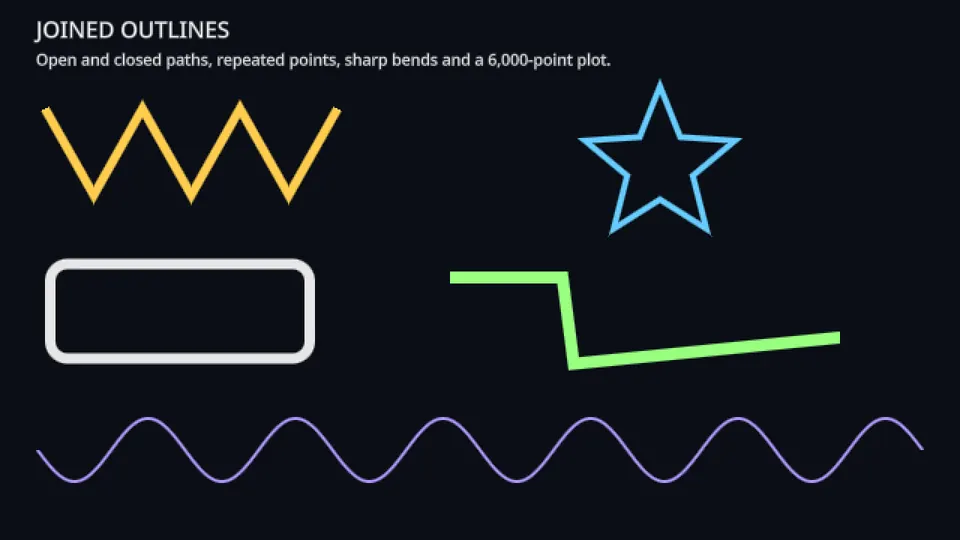 JOINED OUTLINES
Open and closed paths, repeated points, sharp bends and a 6,000-point plot.